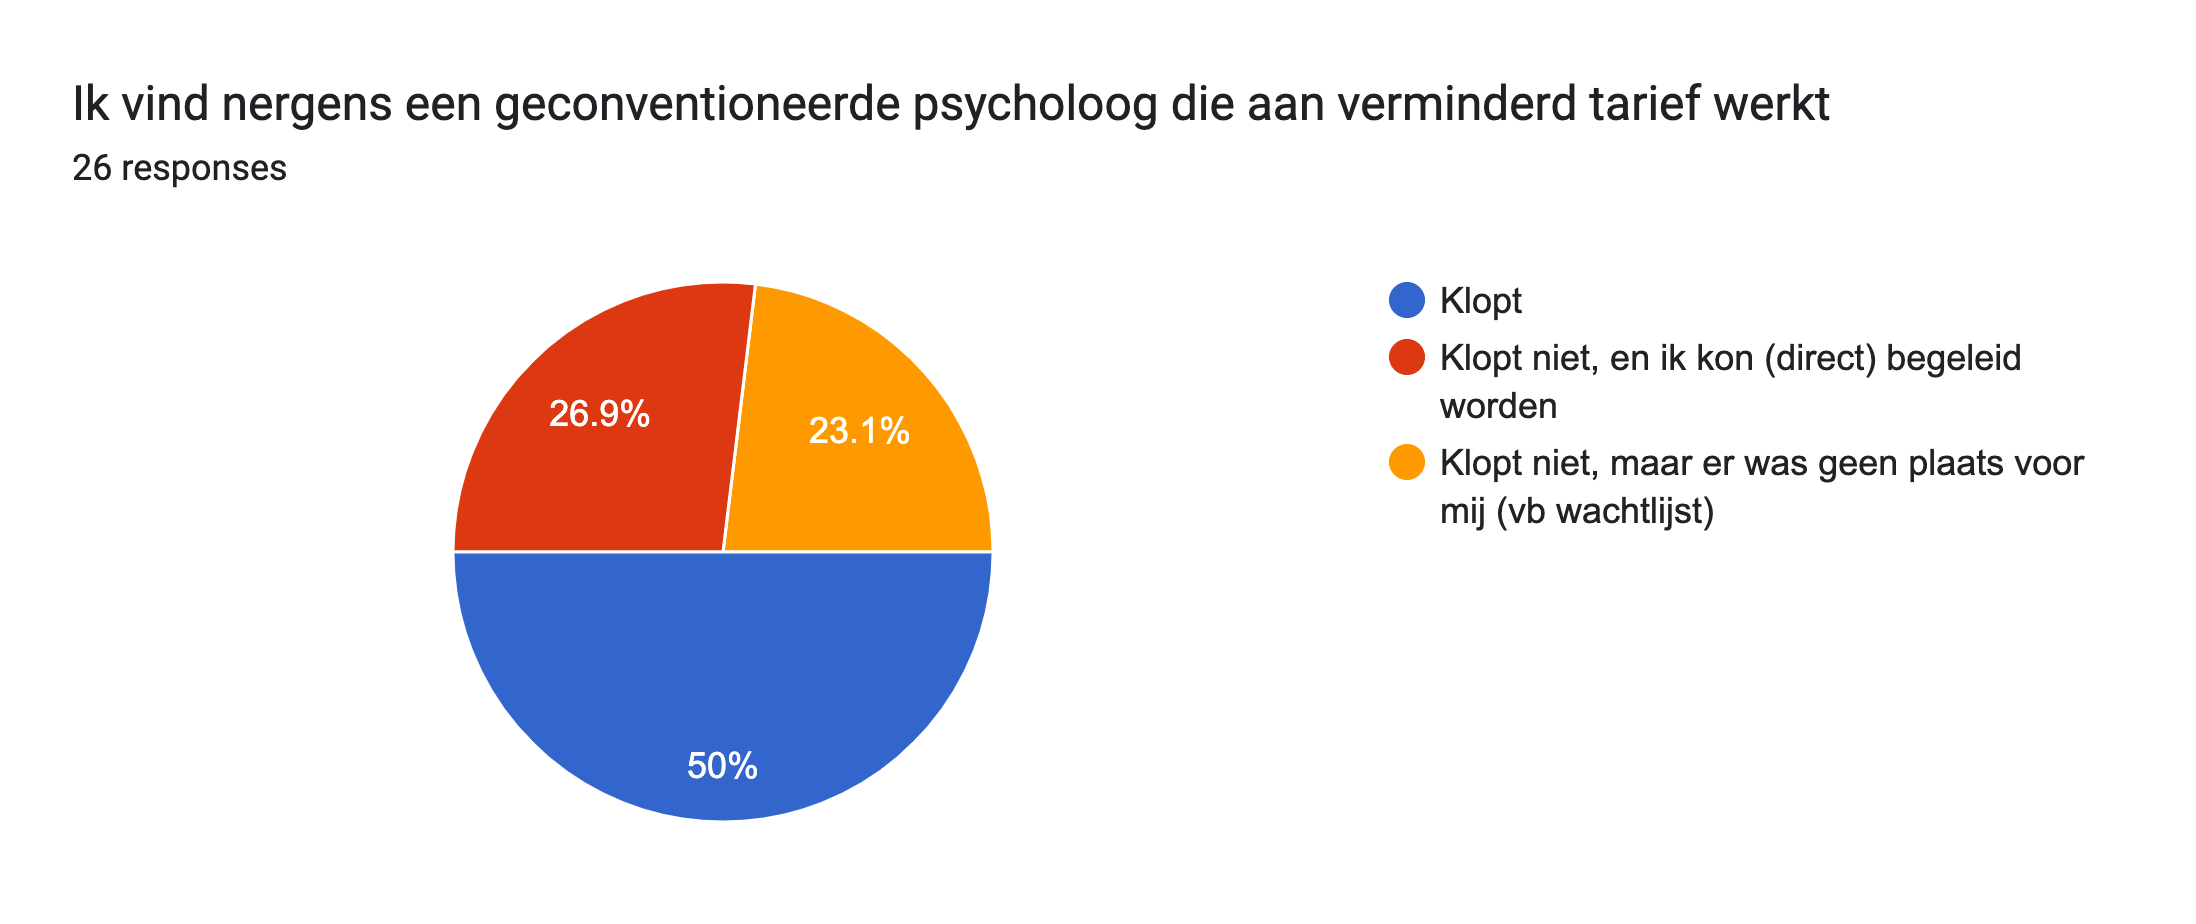 Ik vind nergens een geconventioneerde psycholoog die aan verminderd tarief werkt
26 responses
Klopt
Klopt niet, en ik kon (direct) begeleid
worden
Klopt niet, maar er was geen plaats voor
mij (vb wachtlijst)
26.9%
23.1%
50%